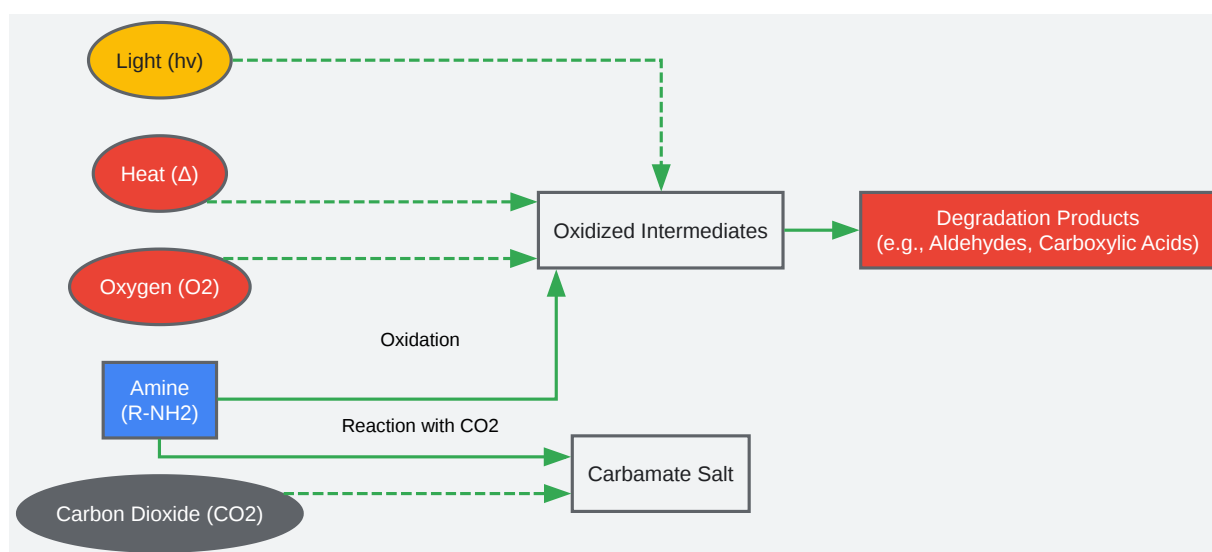 Light (hv)
Heat (Δ)
Oxidized Intermediates
Degradation Products
(e.g., Aldehydes, Carboxylic Acids)
Oxygen (O2)
Oxidation
Amine
(R-NH2)
Reaction with CO2
Carbamate Salt
Carbon Dioxide (CO2)